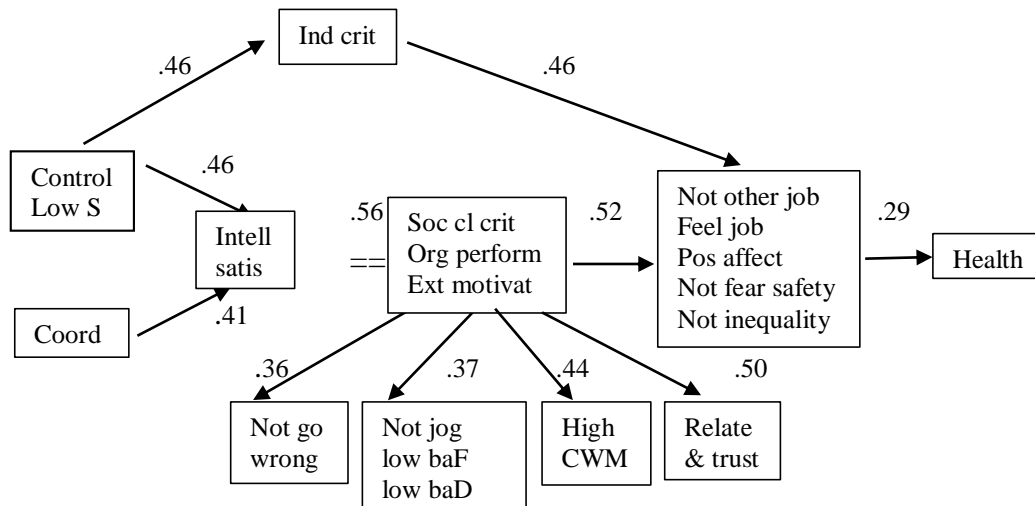 Ind crit
.46
.46
Control
Low S
.46
Intell
satis
Coord
.41
.56
==
Soc cl crit
Org perform
Ext motivat
.52
Not other job
Feel job
Pos affect
Not fear safety
Not inequality
.29
Health
.36
.37
.44
.50
Not go
wrong
Not jog
low baF
low baD
High
CWM
Relate
& trust